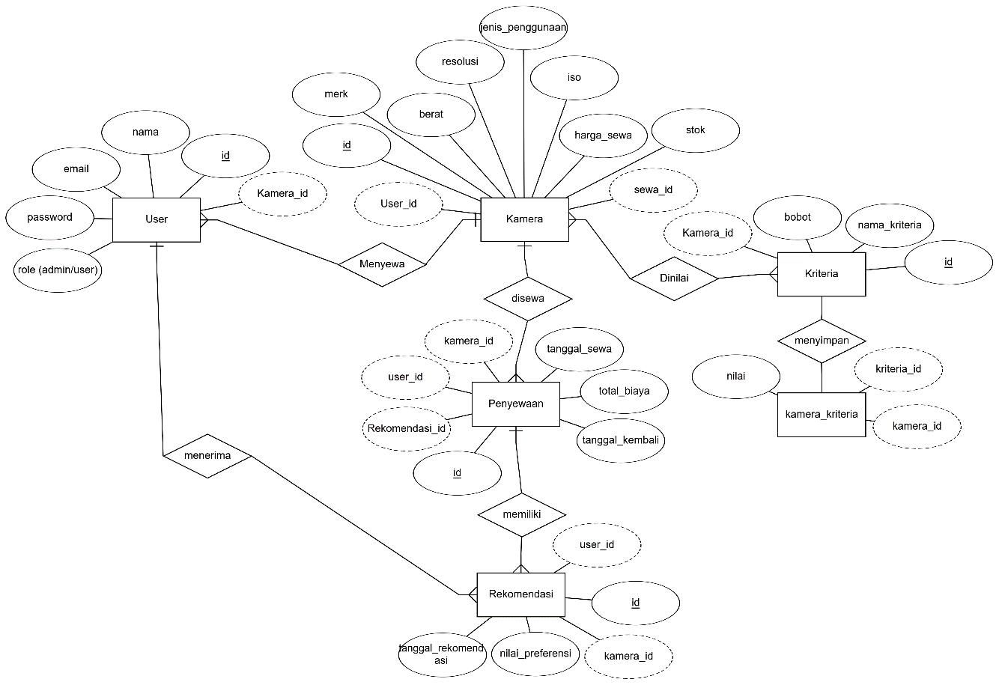 jenis_penggunaan
resolusi
iso
merk
berat
harga_sewa
stok
id
nama
id
email
Kamera_id
password
User
role (admin/user)
User_id
Kamera
sewa_id
Menyewa
Dinilai
Kamera_id
bobot
nama_kriteria
id
Kriteria
disewa
menyimpan
kamera_id
tanggal_sewa
user_id
total_biaya
Penyewaan
Rekomendasi_id
tanggal_kembali
id
nilai
kriteria_id
kamera_kriteria
kamera_id
menerima
memiliki
user_id
Rekomendasi
id
tanggal_rekomend
asi
nilai_preferensi
kamera_id